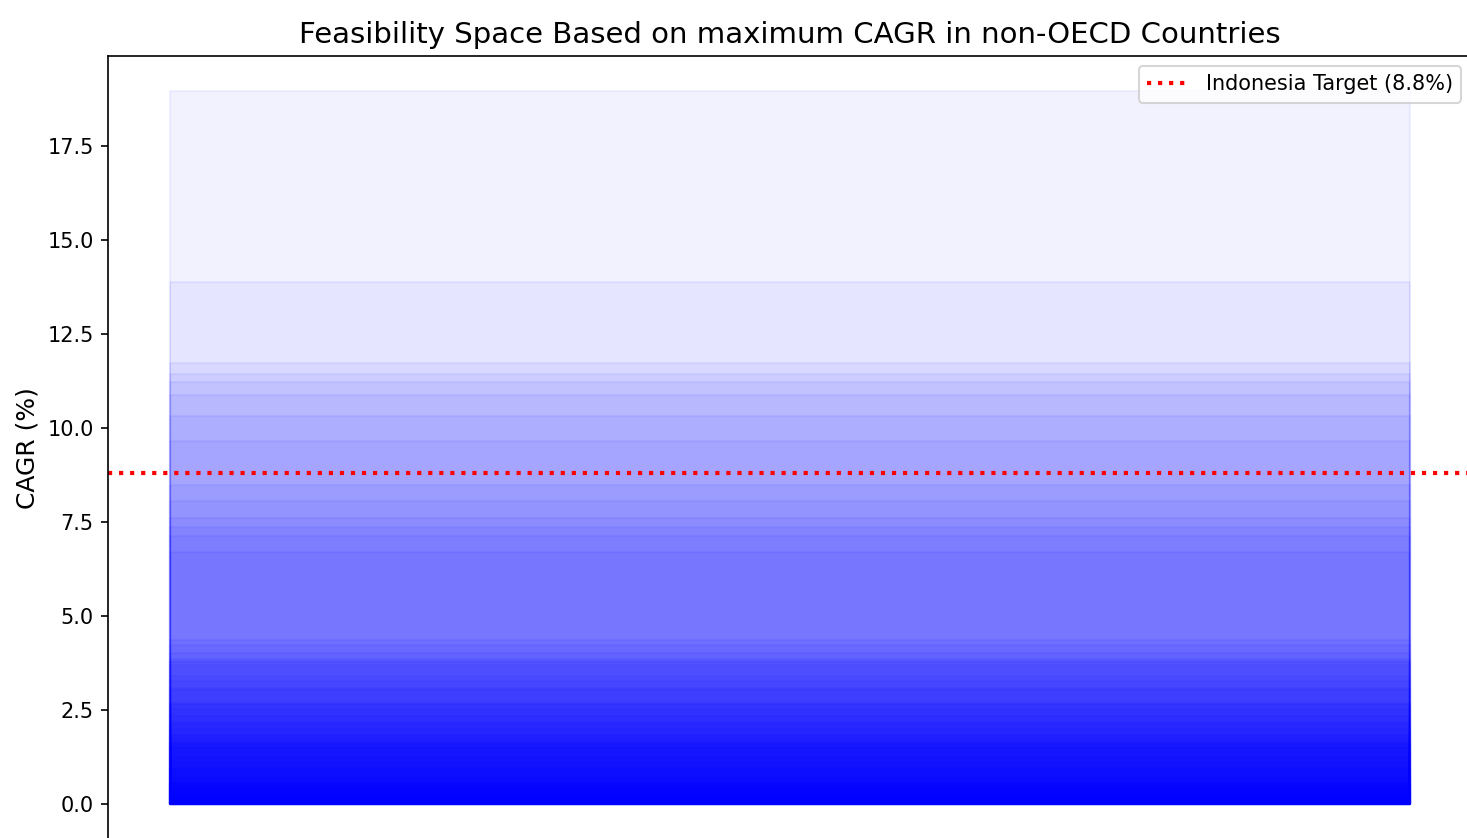 Feasibility Space Based on maximum CAGR in non-OECD Countries
Indonesia Target (8.8%)
17.5
15.0
12.5
10.0
7.5
5.0
2.5
0.0
CAGR (%)